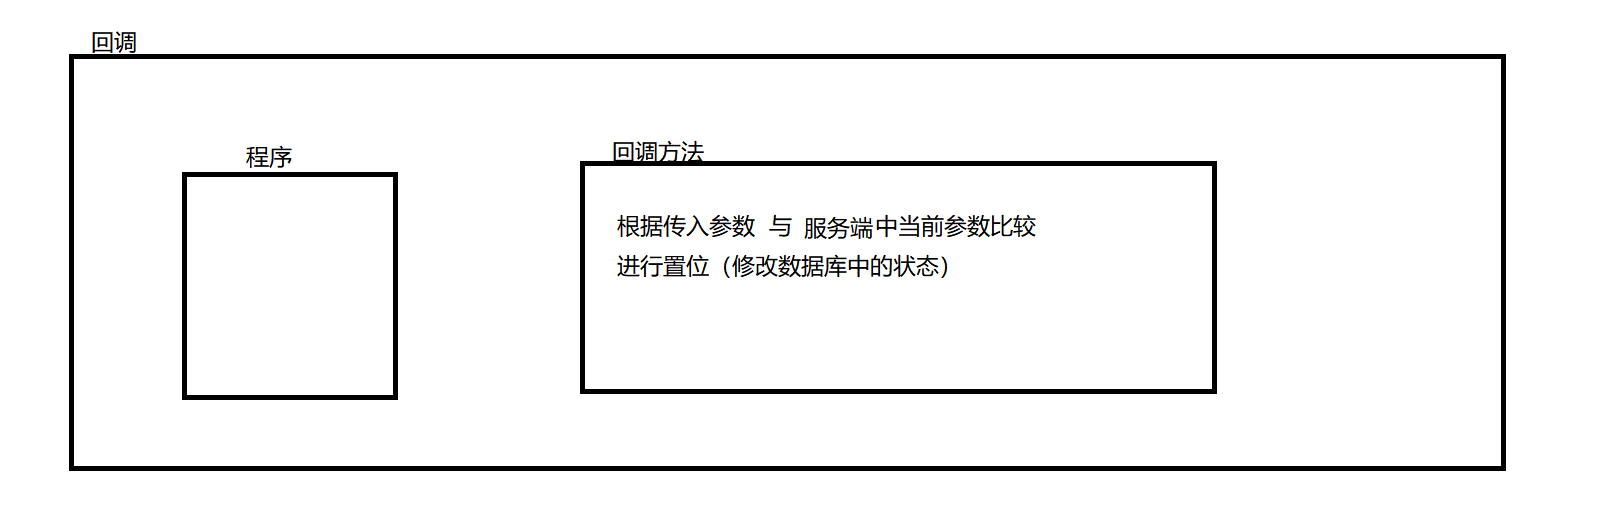 回调
程序
回调方法
根据传入参数 与 服务端中当前参数比较
进行置位（修改数据库中的状态）